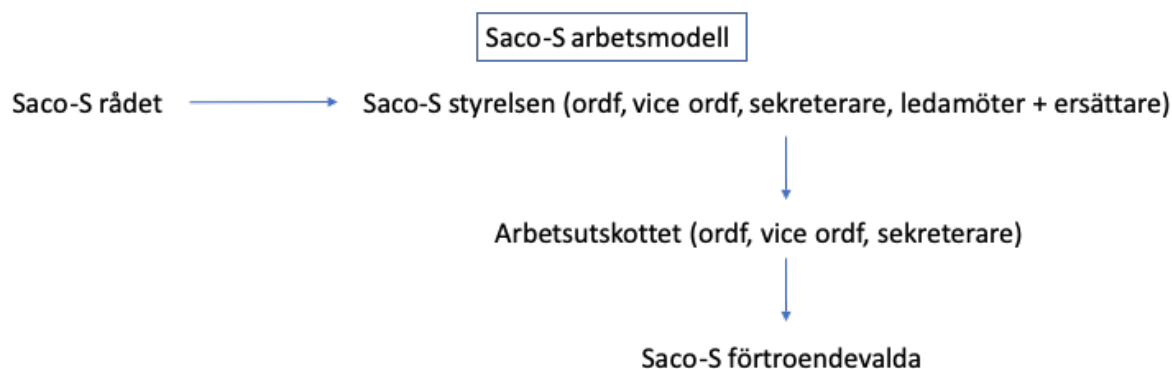 Saco-S arbetsmodell
Saco-S rådet
Saco-S styrelsen (ordf, vice ordf, sekreterare, ledamöter + ersättare)
Arbetsutskottet (ordf, vice ordf, sekreterare)
Saco-S förtroendevalda